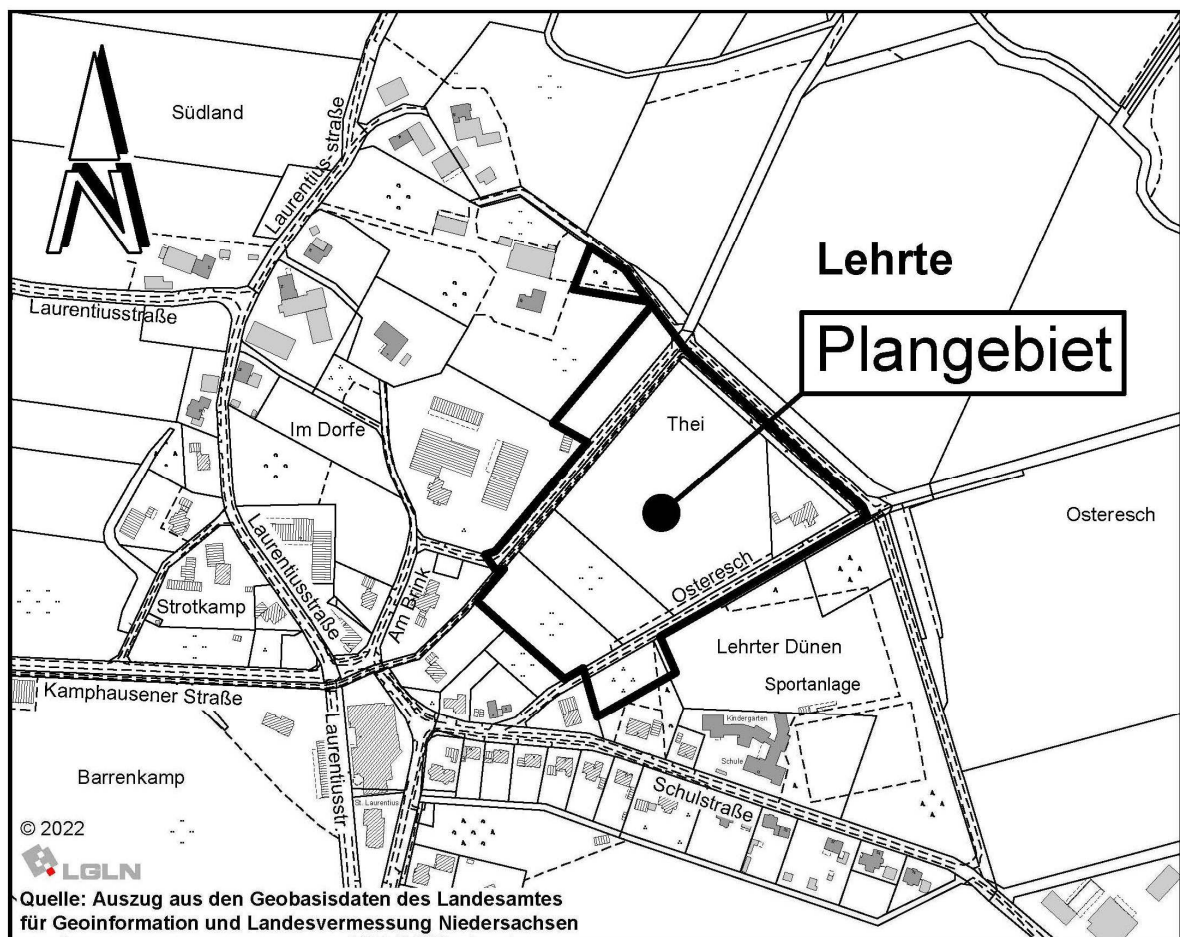 Südland
Laurentius-straße
N
Lehrte
Plangebiet
Laurentiusstraße
Im Dorfe
Thei
Osteresch
Osteresch
Laurentiusstraße
Am Brink
Strotkamp
Lehrter Dünen
Sportanlage
Kamphausener Straße
Kindergarten
Schule
Laurentiusstr
Barrenkamp
Schulstraße
St. Laurentius
© 2022
LGLN
Quelle: Auszug aus den Geobasisdaten des Landesamtes
für Geoinformation und Landesvermessung Niedersachsen